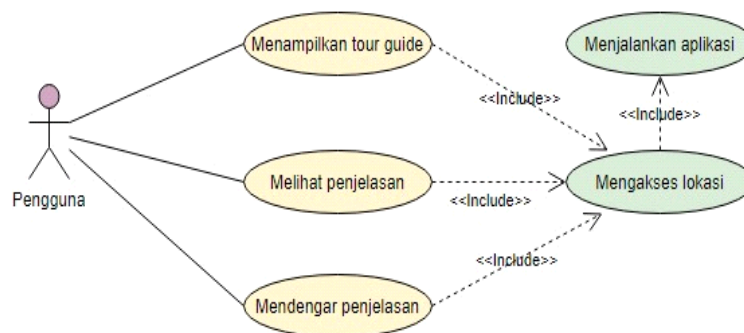 Menampilkan tour guide
Menjalankan aplikasi
<<Include>>
<<Include>>
Pengguna
Melihat penjelasan
<<Include>>
Mengakses lokasi
<<Include>>
Mendengar penjelasan